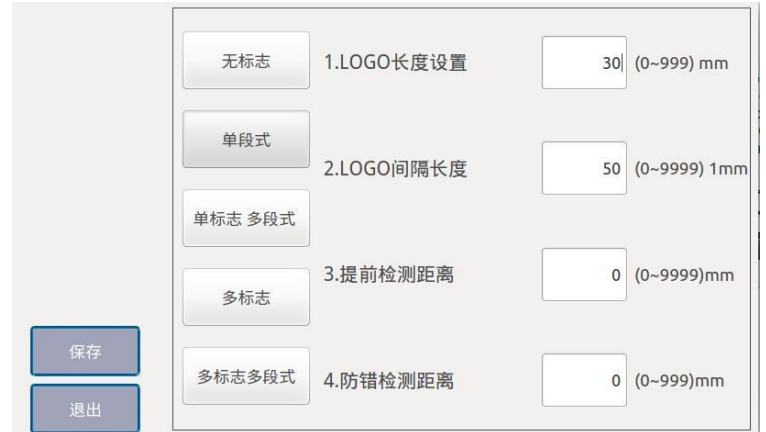 无标志
1.LOGO长度设置 30 (0~999) mm
单段式
2.LOGO间隔长度 50 (0~9999) 1mm
单标志 多段式
3.提前检测距离 0 (0~9999)mm
多标志
保存
多标志多段式 4.防错检测距离 0 (0~999)mm
退出